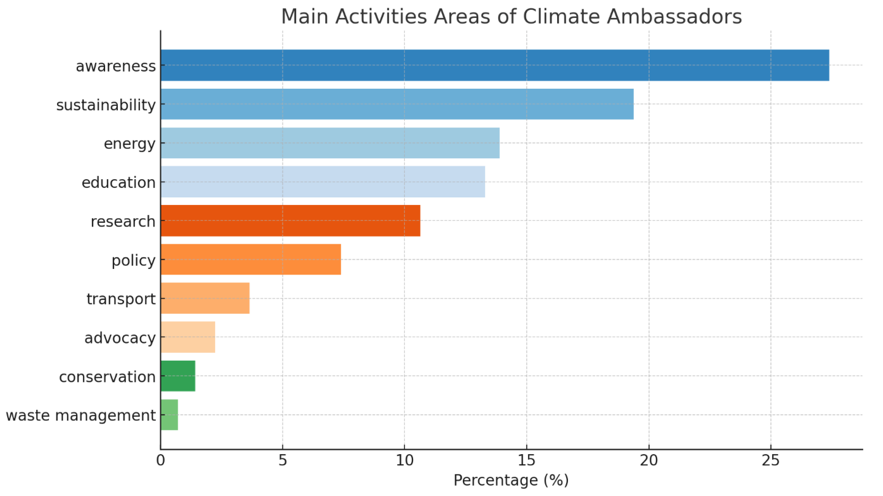 Main Activities Areas of Climate Ambassadors
awareness
sustainability
energy
education
research
policy
transport
advocacy
conservation
waste management
0 5 10 15 20 25
Percentage (%)